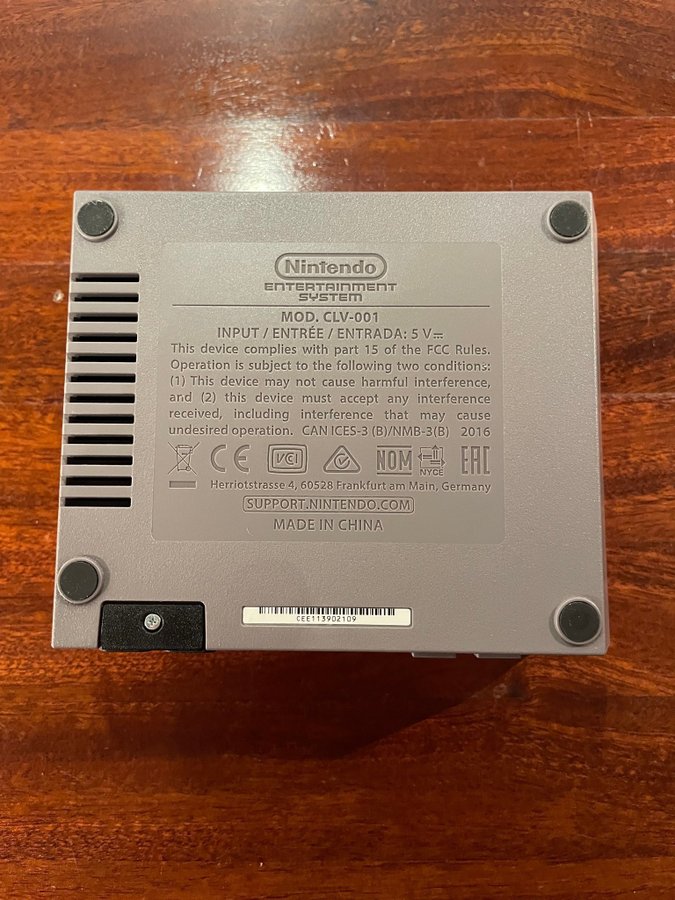 Nintendo
ENTERTAINMENT
SYSTEM
MOD. CLV-001
INPUT / ENTRÉE / ENTRADA: 5 V⎓
This device complies with part 15 of the FCC Rules.
Operation is subject to the following two conditions:
(1) This device may not cause harmful interference,
and (2) this device must accept any interference
received, including interference that may cause
undesired operation. CAN ICES-3 (B)/NMB-3(B) 2016
CE VCI NOM NYCE EAC
Herriotstrasse 4, 60528 Frankfurt am Main, Germany
SUPPORT.NINTENDO.COM
MADE IN CHINA
CEE113902109